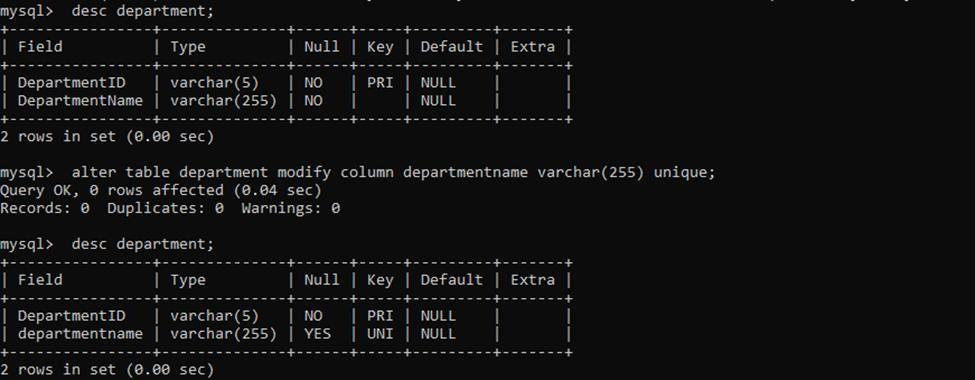 mysql>  desc department;
+----------------+--------------+------+-----+---------+-------+
| Field          | Type         | Null | Key | Default | Extra |
+----------------+--------------+------+-----+---------+-------+
| DepartmentID   | varchar(5)   | NO   | PRI | NULL    |       |
| DepartmentName | varchar(255) | NO   |     | NULL    |       |
+----------------+--------------+------+-----+---------+-------+
2 rows in set (0.00 sec)
mysql>  alter table department modify column departmentname varchar(255) unique;
Query OK, 0 rows affected (0.04 sec)
Records: 0  Duplicates: 0  Warnings: 0
mysql>  desc department;
+----------------+--------------+------+-----+---------+-------+
| Field          | Type         | Null | Key | Default | Extra |
+----------------+--------------+------+-----+---------+-------+
| DepartmentID   | varchar(5)   | NO   | PRI | NULL    |       |
| departmentname | varchar(255) | YES  | UNI | NULL    |       |
+----------------+--------------+------+-----+---------+-------+
2 rows in set (0.00 sec)